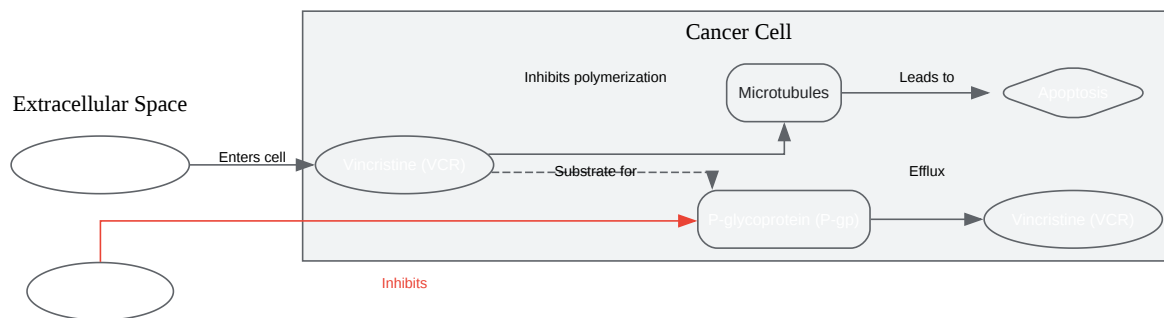 Cancer Cell
Inhibits polymerization
Leads to
Microtubules
Apoptosis
Extracellular Space
Enters cell
Vincristine (VCR)
Substrate for
Efflux
P-glycoprotein (P-gp)
Vincristine (VCR)
Inhibits